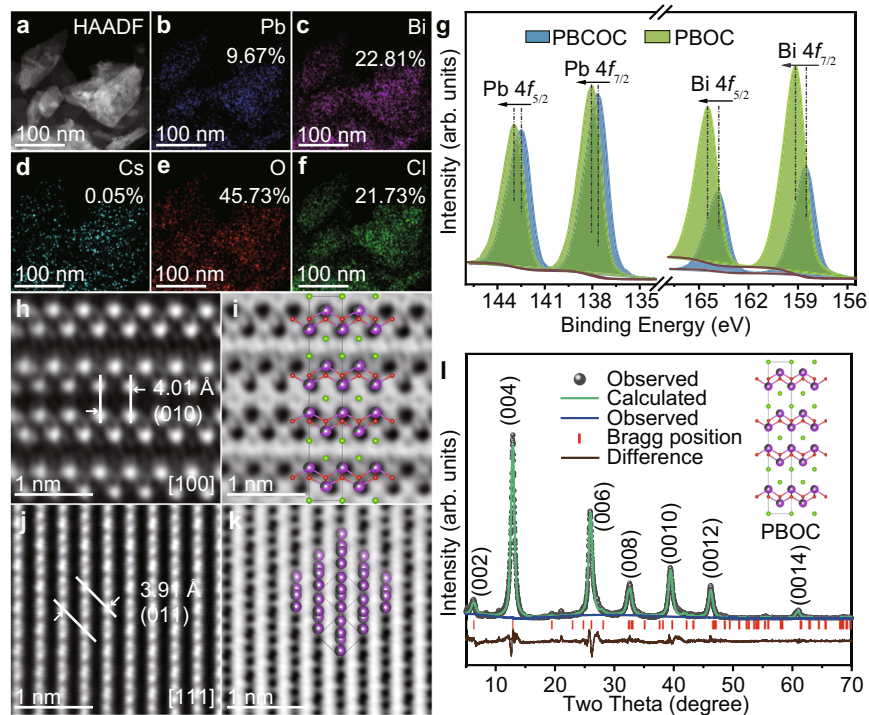 a HAADF
100 nm
b Pb
9.67%
100 nm
c Bi
22.81%
100 nm
d Cs
0.05%
100 nm
e O
45.73%
100 nm
f Cl
21.73%
100 nm
g
PBCOC PBOC
Pb 4f5/2
Pb 4f7/2
Bi 4f5/2
Bi 4f7/2
Intensity (arb. units)
144 141 138 135 165 162 159 156
Binding Energy (eV)
h
4.01 Å
(010)
1 nm [100]
i
1 nm
j
3.91 Å
(011)
1 nm [111]
k
1 nm
l
Observed
Calculated
Observed
Bragg position
Difference
PBOC
(002)
(004)
(006)
(008)
(0010)
(0012)
(0014)
Intensity (arb. units)
10 20 30 40 50 60 70
Two Theta (degree)